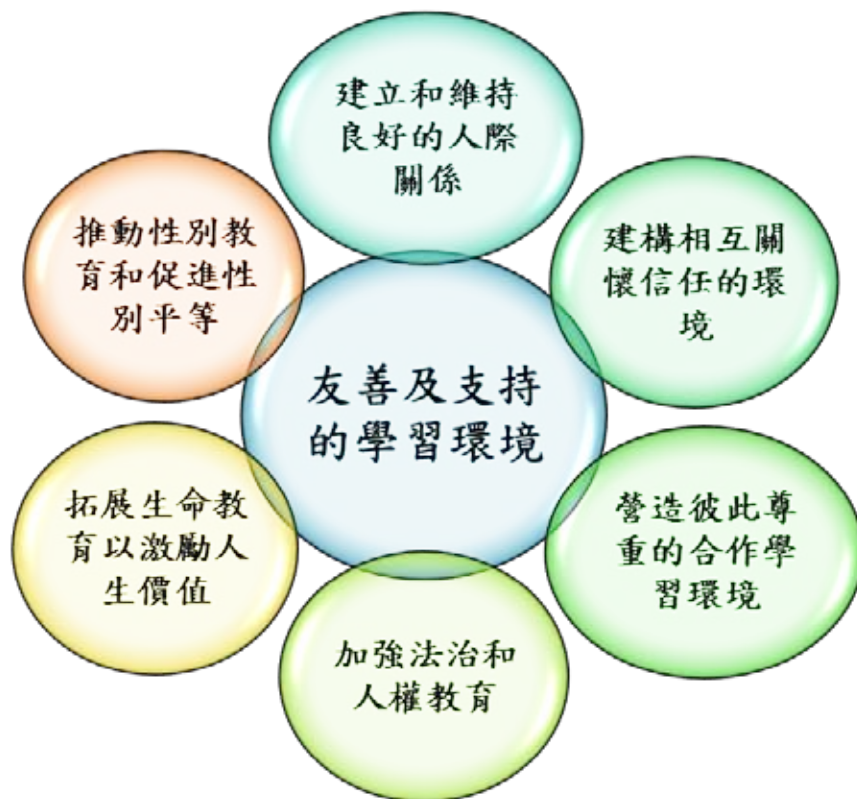 建立和維持
良好的人際
關係
建構相互關
懷信任的環
境
營造彼此尊
重的合作學
習環境
加強法治和
人權教育
拓展生命教
育以激勵人
生價值
推動性別教
育和促進性
別平等
友善及支持
的學習環境